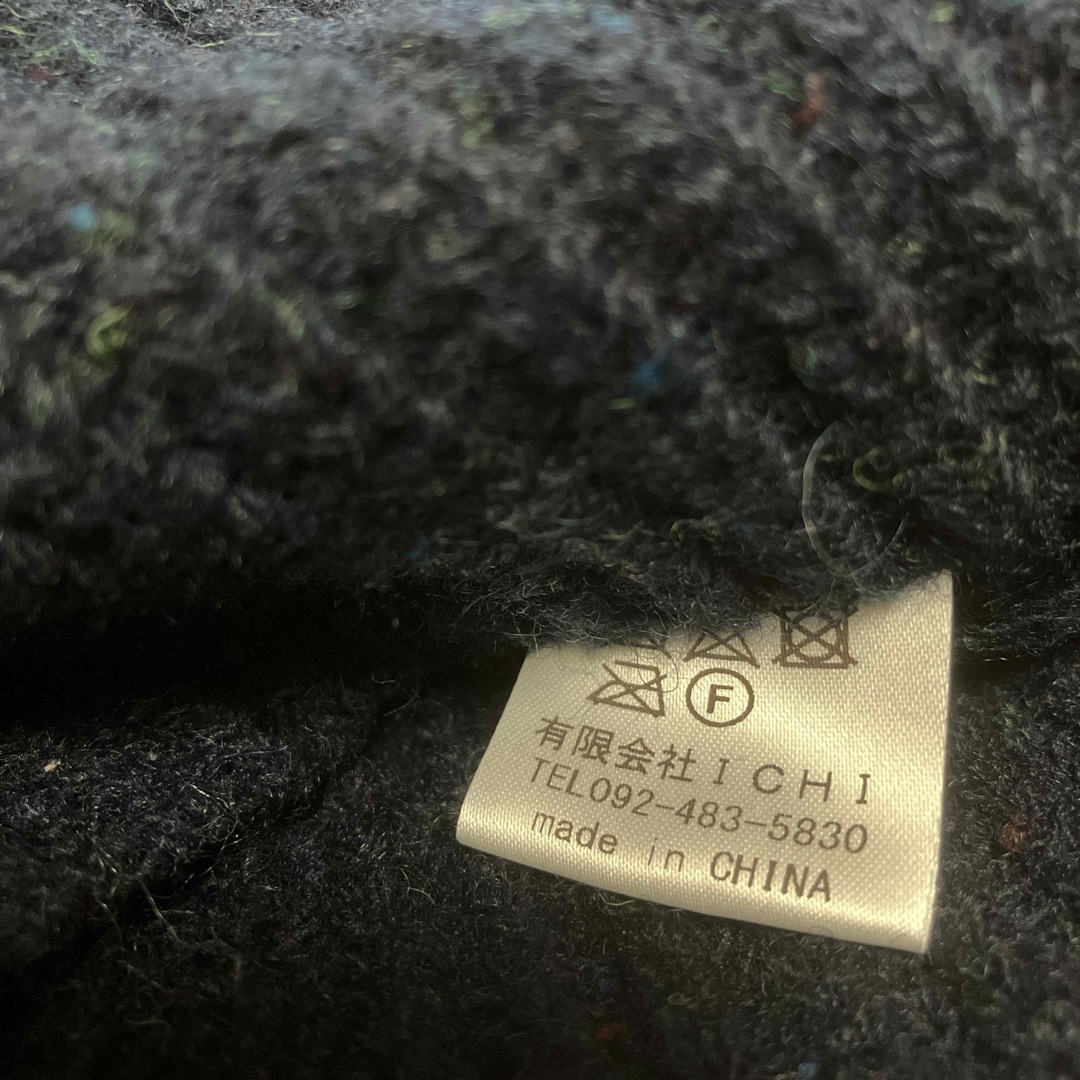 F
有限会社ICHI
TEL092-483-5830
made in CHINA